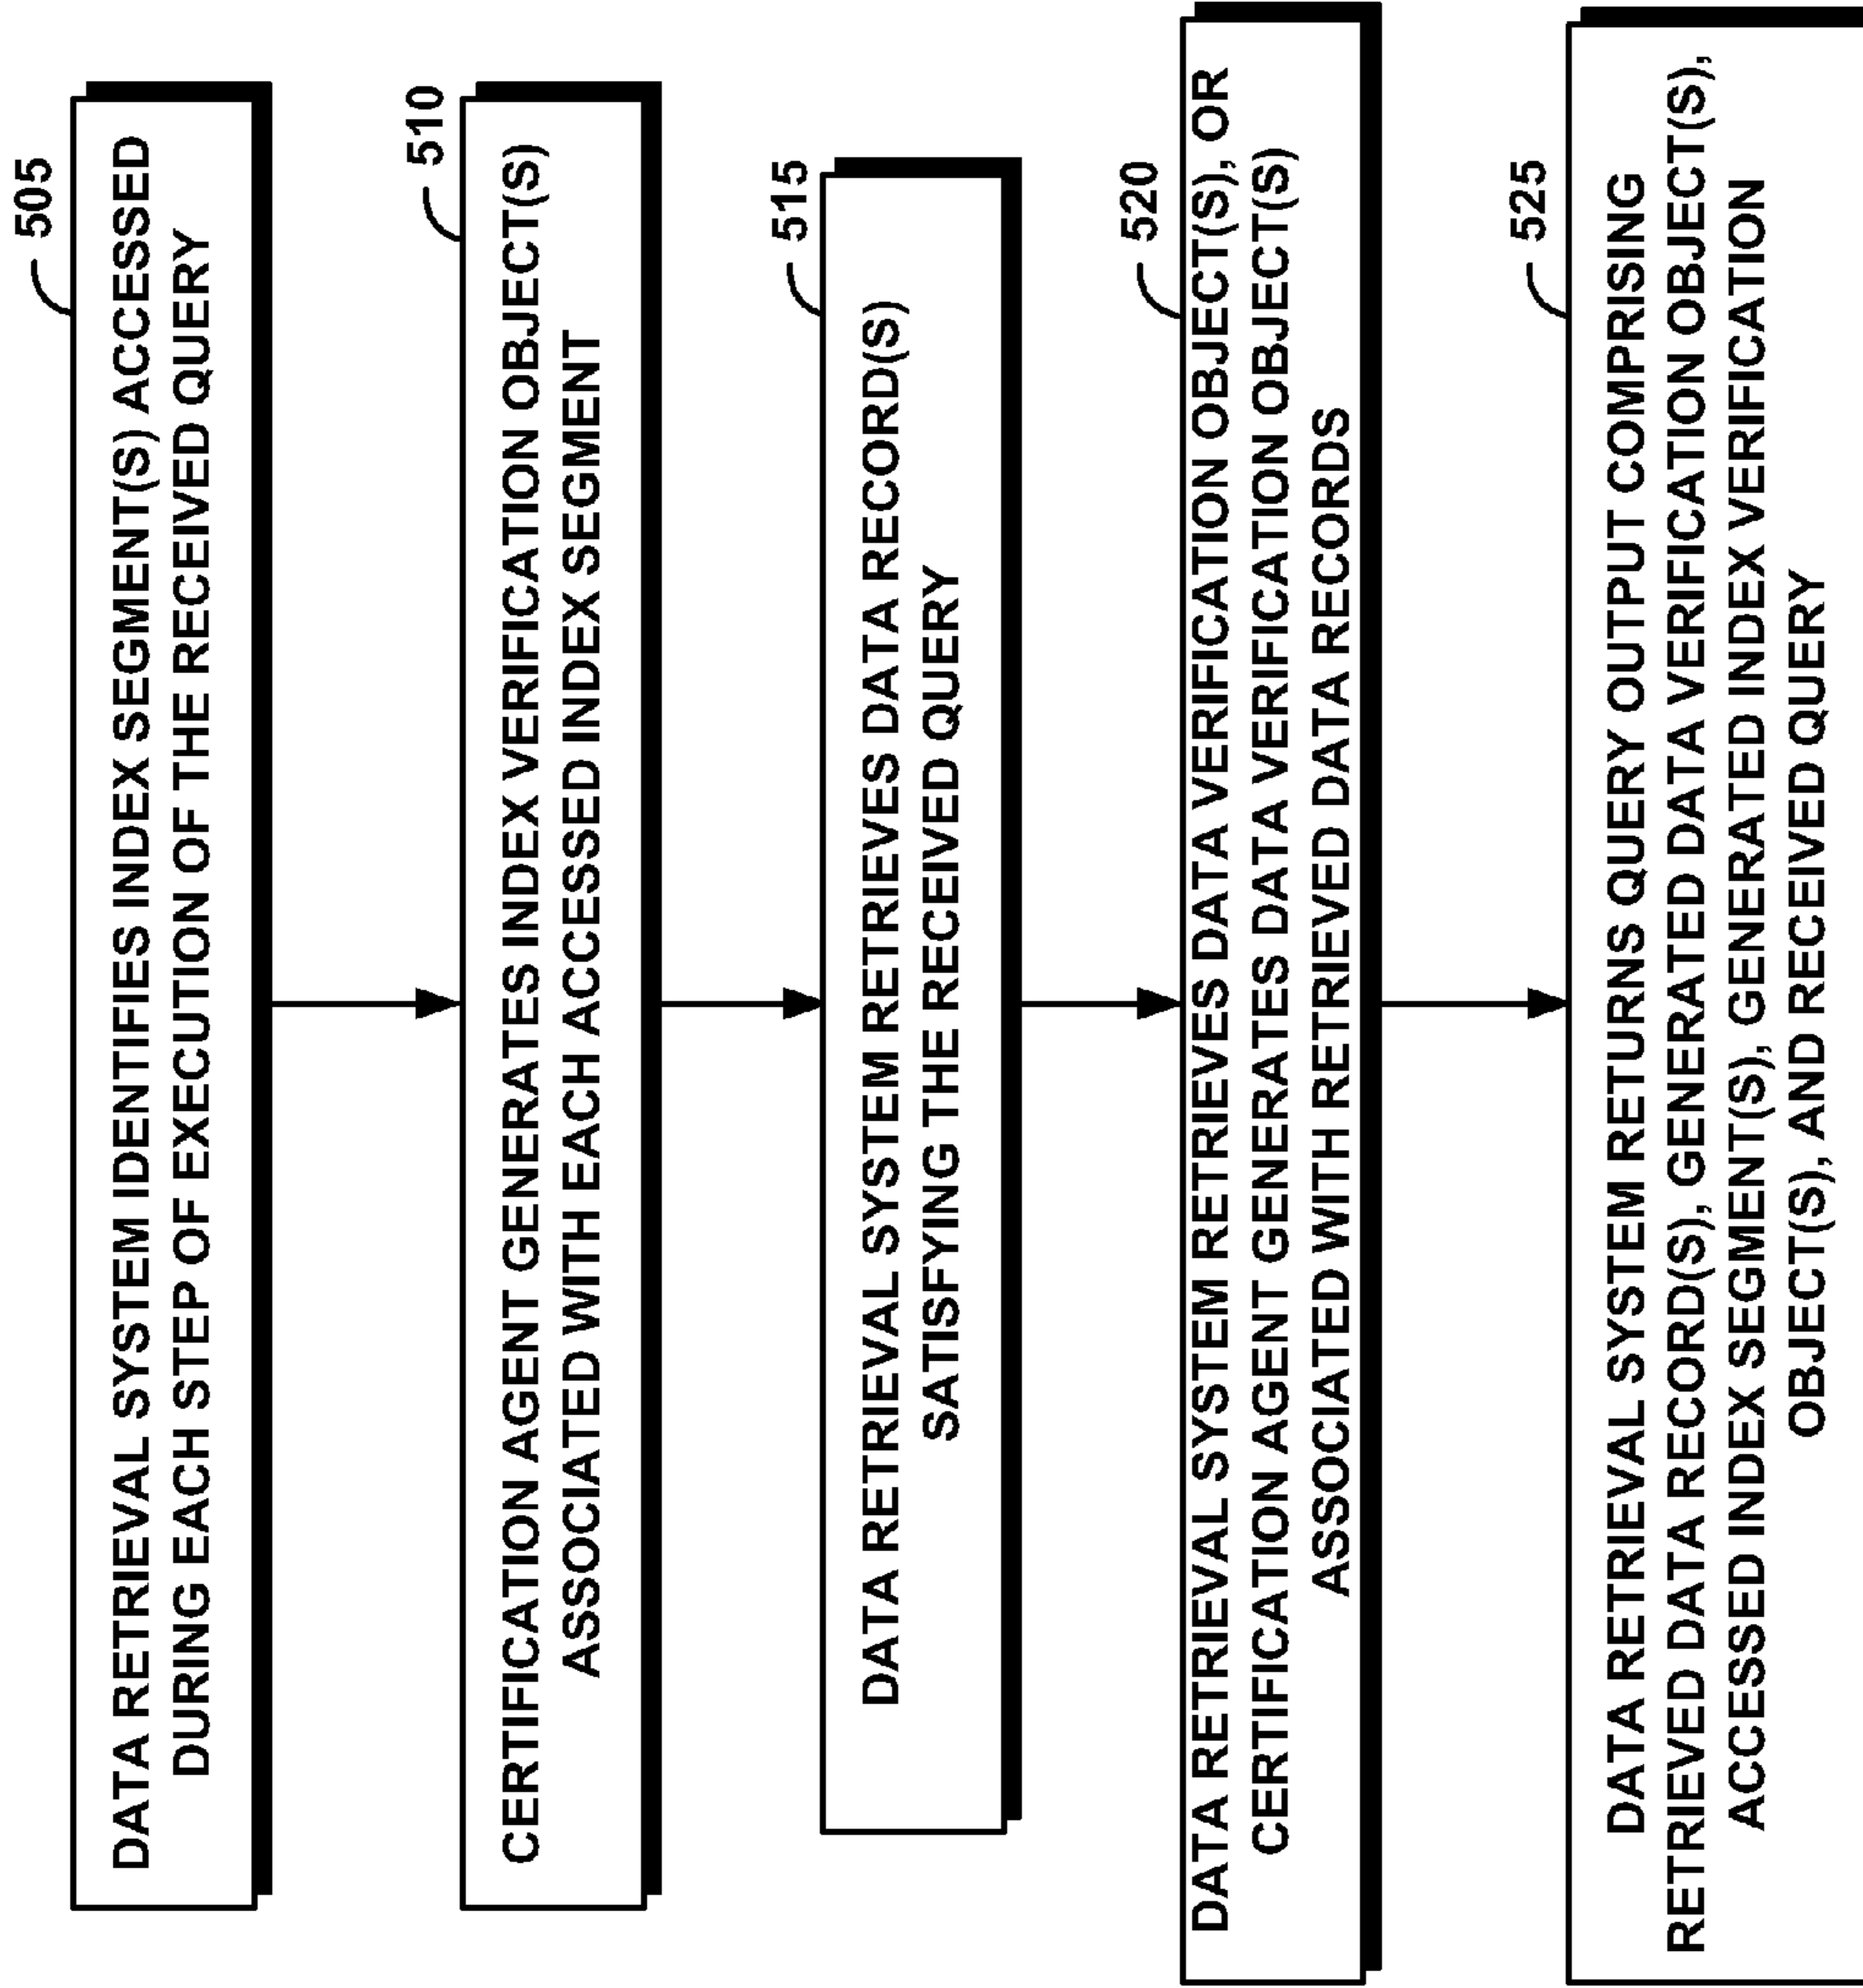 505
DATA RETRIEVAL SYSTEM IDENTIFIES INDEX SEGMENT(S) ACCESSED
DURING EACH STEP OF EXECUTION OF THE RECEIVED QUERY
510
CERTIFICATION AGENT GENERATES INDEX VERIFICATION OBJECT(S)
ASSOCIATED WITH EACH ACCESSED INDEX SEGMENT
515
DATA RETRIEVAL SYSTEM RETRIEVES DATA RECORD(S)
SATISFYING THE RECEIVED QUERY
520
DATA RETRIEVAL SYSTEM RETRIEVES DATA VERIFICATION OBJECT(S), OR
CERTIFICATION AGENT GENERATES DATA VERIFICATION OBJECT(S)
ASSOCIATED WITH RETRIEVED DATA RECORDS
525
DATA RETRIEVAL SYSTEM RETURNS QUERY OUTPUT COMPRISING
RETRIEVED DATA RECORD(S), GENERATED DATA VERIFICATION OBJECT(S),
ACCESSED INDEX SEGMENT(S), GENERATED INDEX VERIFICATION
OBJECT(S), AND RECEIVED QUERY